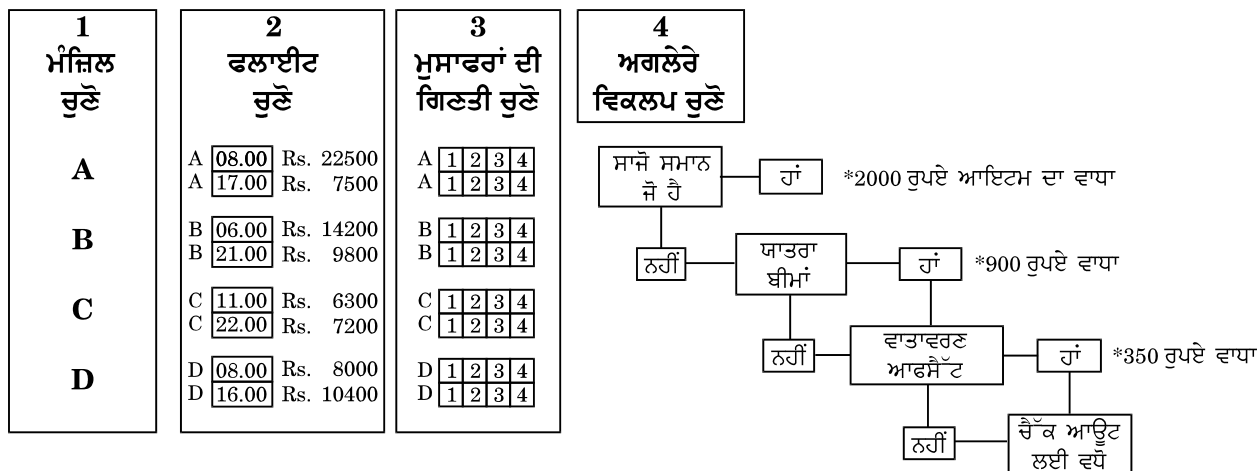 1
ਮੰਜ਼ਿਲ
ਚੁਣੋ
A
B
C
D
2
ਫਲਾਈਟ
ਚੁਣੋ
A 08.00 Rs. 22500
A 17.00 Rs. 7500
B 06.00 Rs. 14200
B 21.00 Rs. 9800
C 11.00 Rs. 6300
C 22.00 Rs. 7200
D 08.00 Rs. 8000
D 16.00 Rs. 10400
3
ਮੁਸਾਫਰਾਂ ਦੀ
ਗਿਣਤੀ ਚੁਣੋ
A 1 2 3 4
A 1 2 3 4
B 1 2 3 4
B 1 2 3 4
C 1 2 3 4
C 1 2 3 4
D 1 2 3 4
D 1 2 3 4
4
ਅਗਲੇਰੇ
ਵਿਕਲਪ ਚੁਣੋ
ਸਾਜੋ ਸਮਾਨ
ਜੋ ਹੈ
ਹਾਂ
*2000 ਰੁਪਏ ਆਇਟਮ ਦਾ ਵਾਧਾ
ਨਹੀਂ
ਯਾਤਰਾ
ਬੀਮਾਂ
ਹਾਂ
*900 ਰੁਪਏ ਵਾਧਾ
ਨਹੀਂ
ਵਾਤਾਵਰਣ
ਆਫਸੈੱਟ
ਹਾਂ
*350 ਰੁਪਏ ਵਾਧਾ
ਨਹੀਂ
ਚੈੱਕ ਆਊਟ
ਲਈ ਵਧੋ